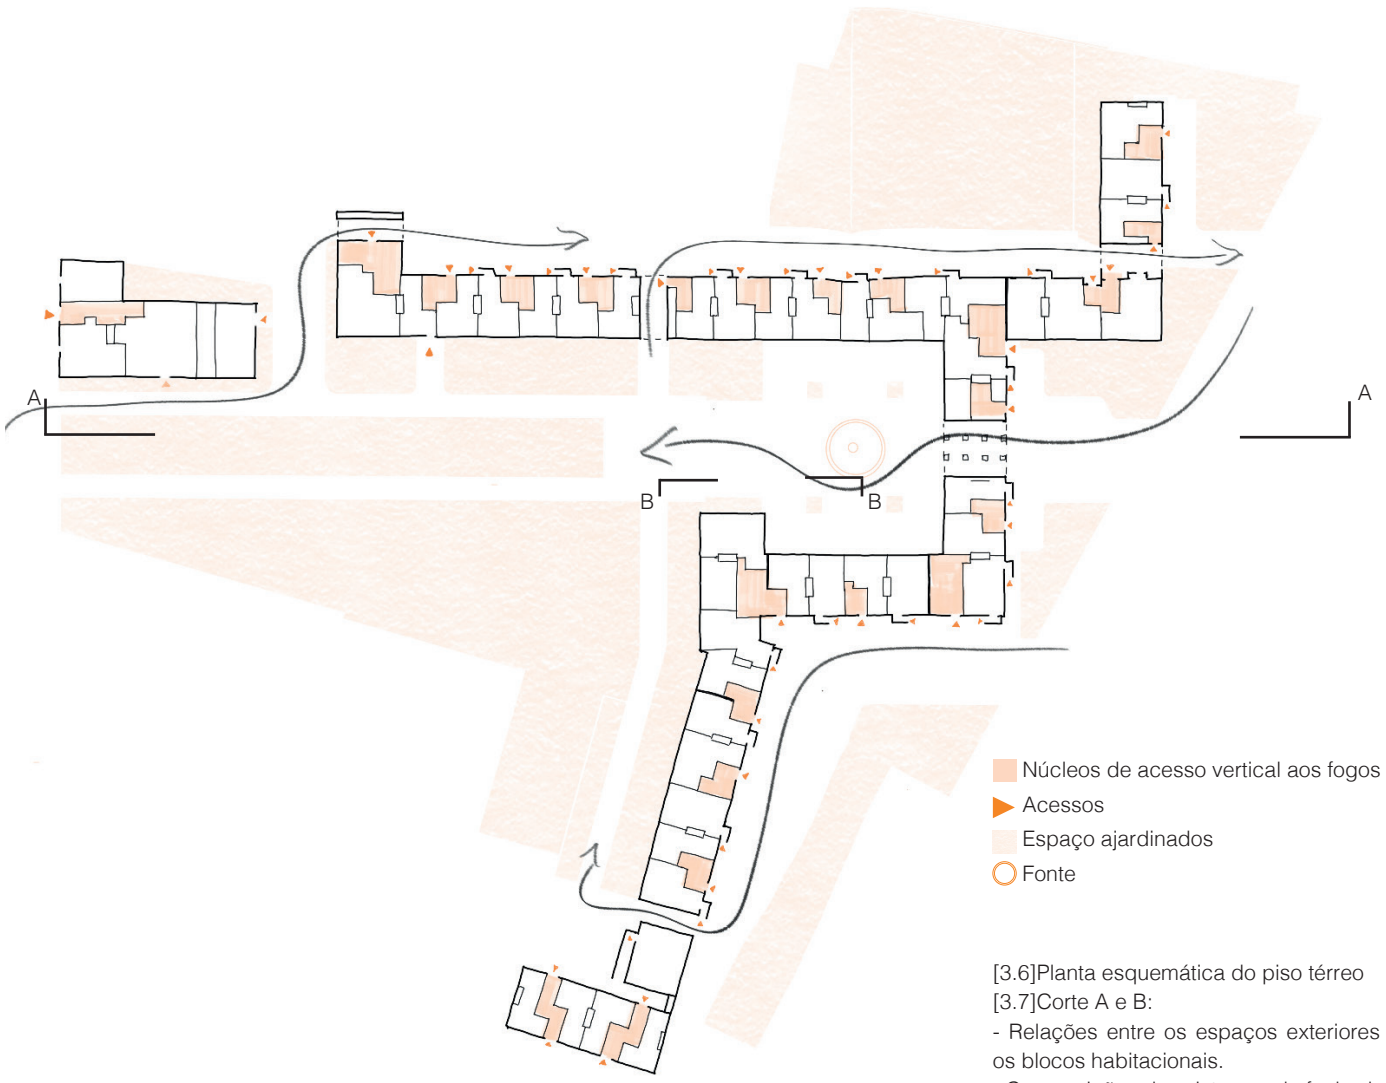 A
A
B
B
Núcleos de acesso vertical aos fogos
Acessos
Espaço ajardinados
Fonte
[3.6]Planta esquemática do piso térreo
[3.7]Corte A e B:
- Relações entre os espaços exteriores
os blocos habitacionais.